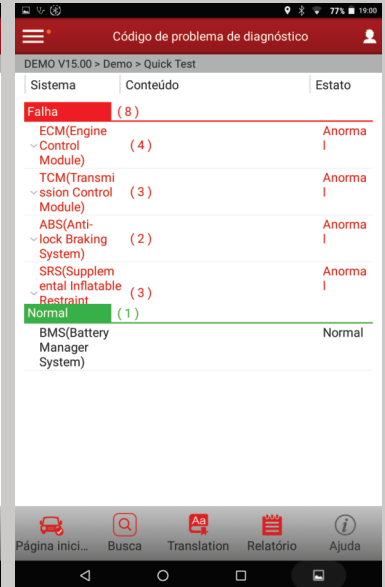 77% 19:00
Código de problema de diagnóstico
DEMO V15.00 > Demo > Quick Test
Sistema Conteúdo Estato
Falha (8)
ECM(Engine Anorma
Control (4) l
Module)
TCM(Transmi Anorma
ssion Control (3) l
Module)
ABS(Anti- Anorma
lock Braking (2) l
System)
SRS(Supplem Anorma
ental Inflatable (3) l
Restraint
Normal (1)
BMS(Battery Normal
Manager
System)
Aa
Página inici... Busca Translation Relatório Ajuda